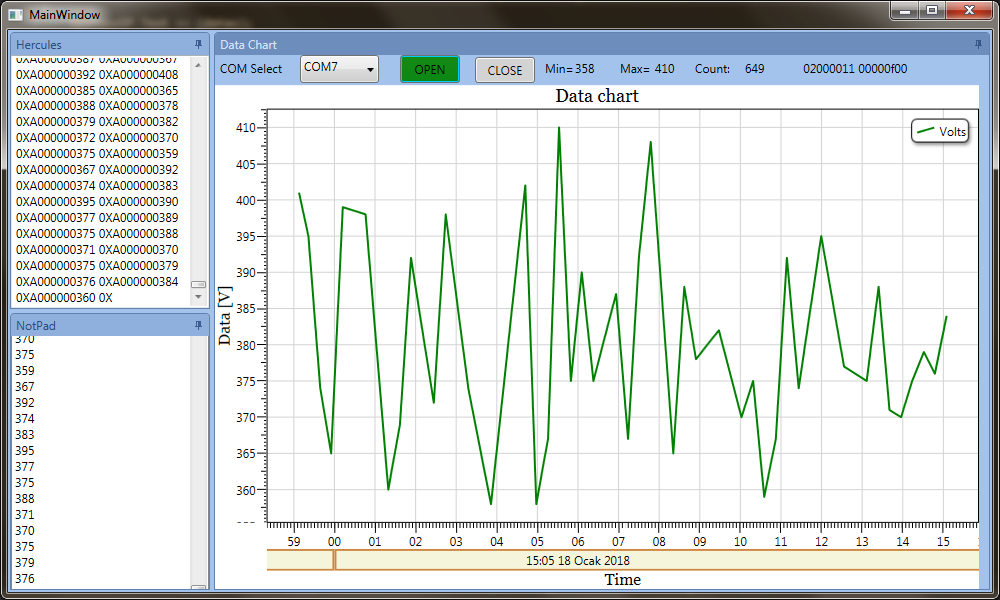 MainWindow
Hercules
0XA000000387 0XA000000367
0XA000000392 0XA000000408
0XA000000385 0XA000000365
0XA000000388 0XA000000378
0XA000000379 0XA000000382
0XA000000372 0XA000000370
0XA000000375 0XA000000359
0XA000000367 0XA000000392
0XA000000374 0XA000000383
0XA000000395 0XA000000390
0XA000000377 0XA000000389
0XA000000375 0XA000000388
0XA000000371 0XA000000370
0XA000000375 0XA000000379
0XA000000376 0XA000000384
0XA000000360 0X
NotPad
370
375
359
367
392
374
383
395
377
375
388
371
370
375
379
376
Data Chart
COM Select COM7 OPEN CLOSE Min= 358 Max= 410 Count: 649 02000011 00000f00
Data chart
Volts
Data [V]
410
405
400
395
390
385
380
375
370
365
360
59 00 01 02 03 04 05 06 07 08 09 10 11 12 13 14 15
15:05 18 Ocak 2018
Time